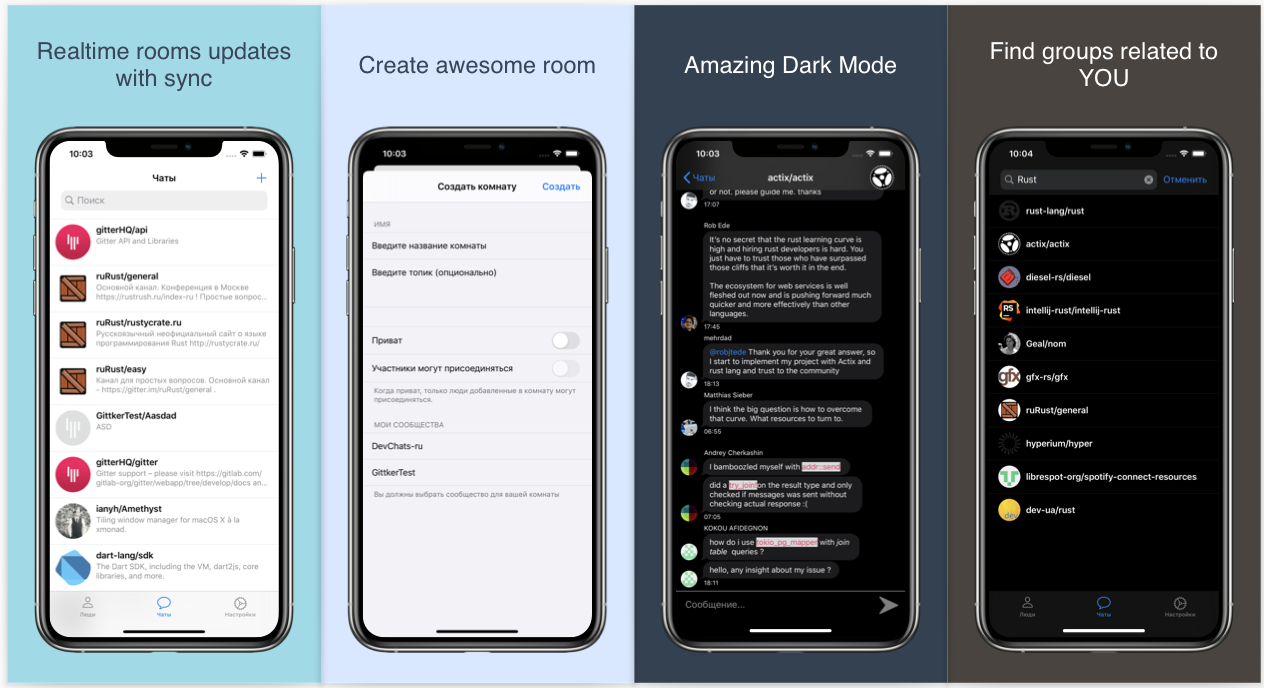 Realtime rooms updates
with sync
10:03
Чаты
+
Поиск
gitterHQ/api
Gitter API and Libraries
ruRust/general
Основной канал. Конференция в Москве
https://rustrush.ru/index-ru ! Простые вопрос...
ruRust/rustycrate.ru
Русскоязычный неофициальный сайт о языке
программирования Rust http://rustycrate.ru/
ruRust/easy
Канал для простых вопросов. Основной канал
- https://gitter.im/ruRust/general .
GittkerTest/Aasdad
ASD
gitterHQ/gitter
Gitter support – please visit https://gitlab.com/
gitlab-org/gitter/webapp/tree/develop/docs an...
ianyh/Amethyst
Tiling window manager for macOS X à la
xmonad.
dart-lang/sdk
The Dart SDK, including the VM, dart2js, core
libraries, and more.
Люди
Чаты
Настройки
Create awesome room
10:03
Создать комнату
Создать
ИМЯ
Введите название комнаты
Введите топик (опционально)
Приват
Участники могут присоединяться
Когда приват, только люди добавленные в комнату могут
присоединяться.
МОИ СООБЩЕСТВА
DevChats-ru
GittkerTest
Вы должны выбрать сообщество для вашей комнаты
Amazing Dark Mode
10:03
Чаты
actix/actix
or not. please guide me. thanks
17:07
Rob Ede
It's no secret that the rust learning curve is
high and hiring rust developers is hard. You
just have to trust those who have surpassed
those cliffs that it's worth it in the end.
The ecosystem for web services is well
fleshed out now and is pushing forward much
quicker and more effectively than other
languages.
17:45
mehrdad
@robjtede Thank you for your great answer, so
I start to implement my project with Actix and
rust lang and trust to the community
18:13
Matthias Sieber
I think the big question is how to overcome
that curve. What resources to turn to.
06:55
Andrey Cherkashin
I bamboozled myself with addr::send
did a try_join! on the result type and only
checked if messages was sent without
checking actual response :(
07:05
KOKOU AFIDEGNON
how do i use tokio_pg_mapper with join
table queries ?
hello, any insight about my issue ?
18:11
Сообщение...
Find groups related to
YOU
10:04
Rust
Отменить
rust-lang/rust
actix/actix
diesel-rs/diesel
RS
intellij-rust/intellij-rust
Geal/nom
gfx
gfx-rs/gfx
ruRust/general
hyperium/hyper
librespot-org/spotify-connect-resources
dev
dev-ua/rust
Люди
Чаты
Настройки